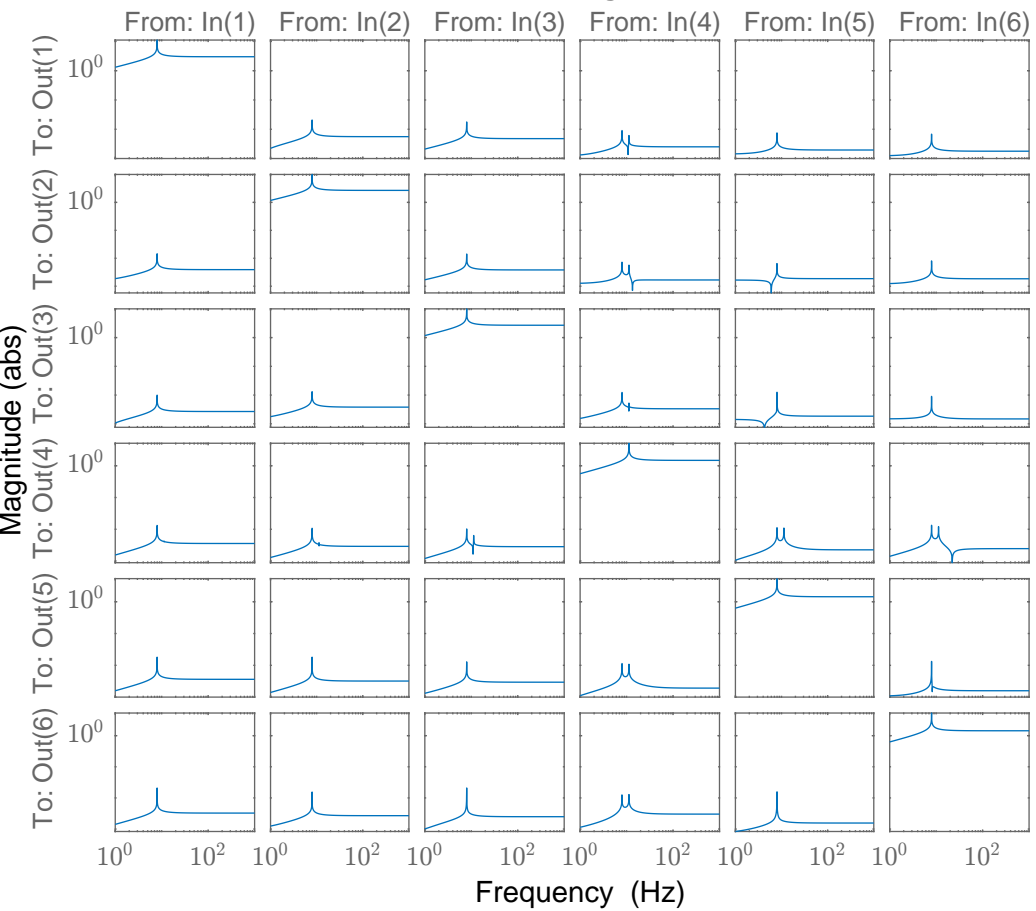 From: In(1) From: In(2) From: In(3) From: In(4) From: In(5) From: In(6)
To: Out(1)
10^0
To: Out(2)
10^0
To: Out(3)
10^0
Magnitude (abs)
To: Out(4)
10^0
To: Out(5)
10^0
To: Out(6)
10^0
10^0 10^2 10^0 10^2 10^0 10^2 10^0 10^2 10^0 10^2 10^0 10^2
Frequency (Hz)